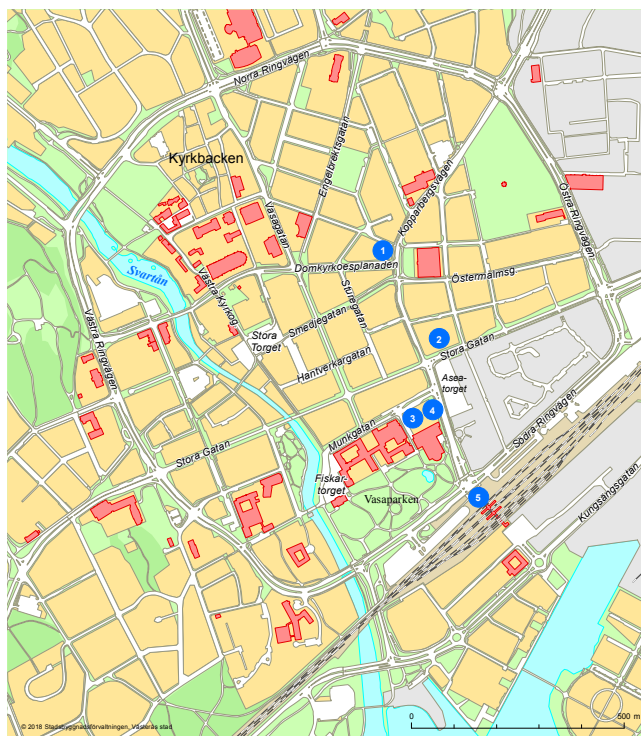 Norra Ringvägen
Kyrkbacken
Engelbrektsgatan
Kopparbergsvägen
Östra Ringvägen
Vasagatan
1
Domkyrkoesplanaden
Svartån
Västra Kyrkog.
Östermalmsg.
Sturegatan
Smedjegatan
Västra Ringvägen
Stora
Torget
2
Stora Gatan
Hantverkargatan
Asea-
torget
3
4
Munkgatan
Södra Ringvägen
Stora Gatan
Fiskar-
torget
Vasaparken
5
Kungsängsgatan
© 2018 Stadsbyggnadsförvaltningen, Västerås stad
0
500 m